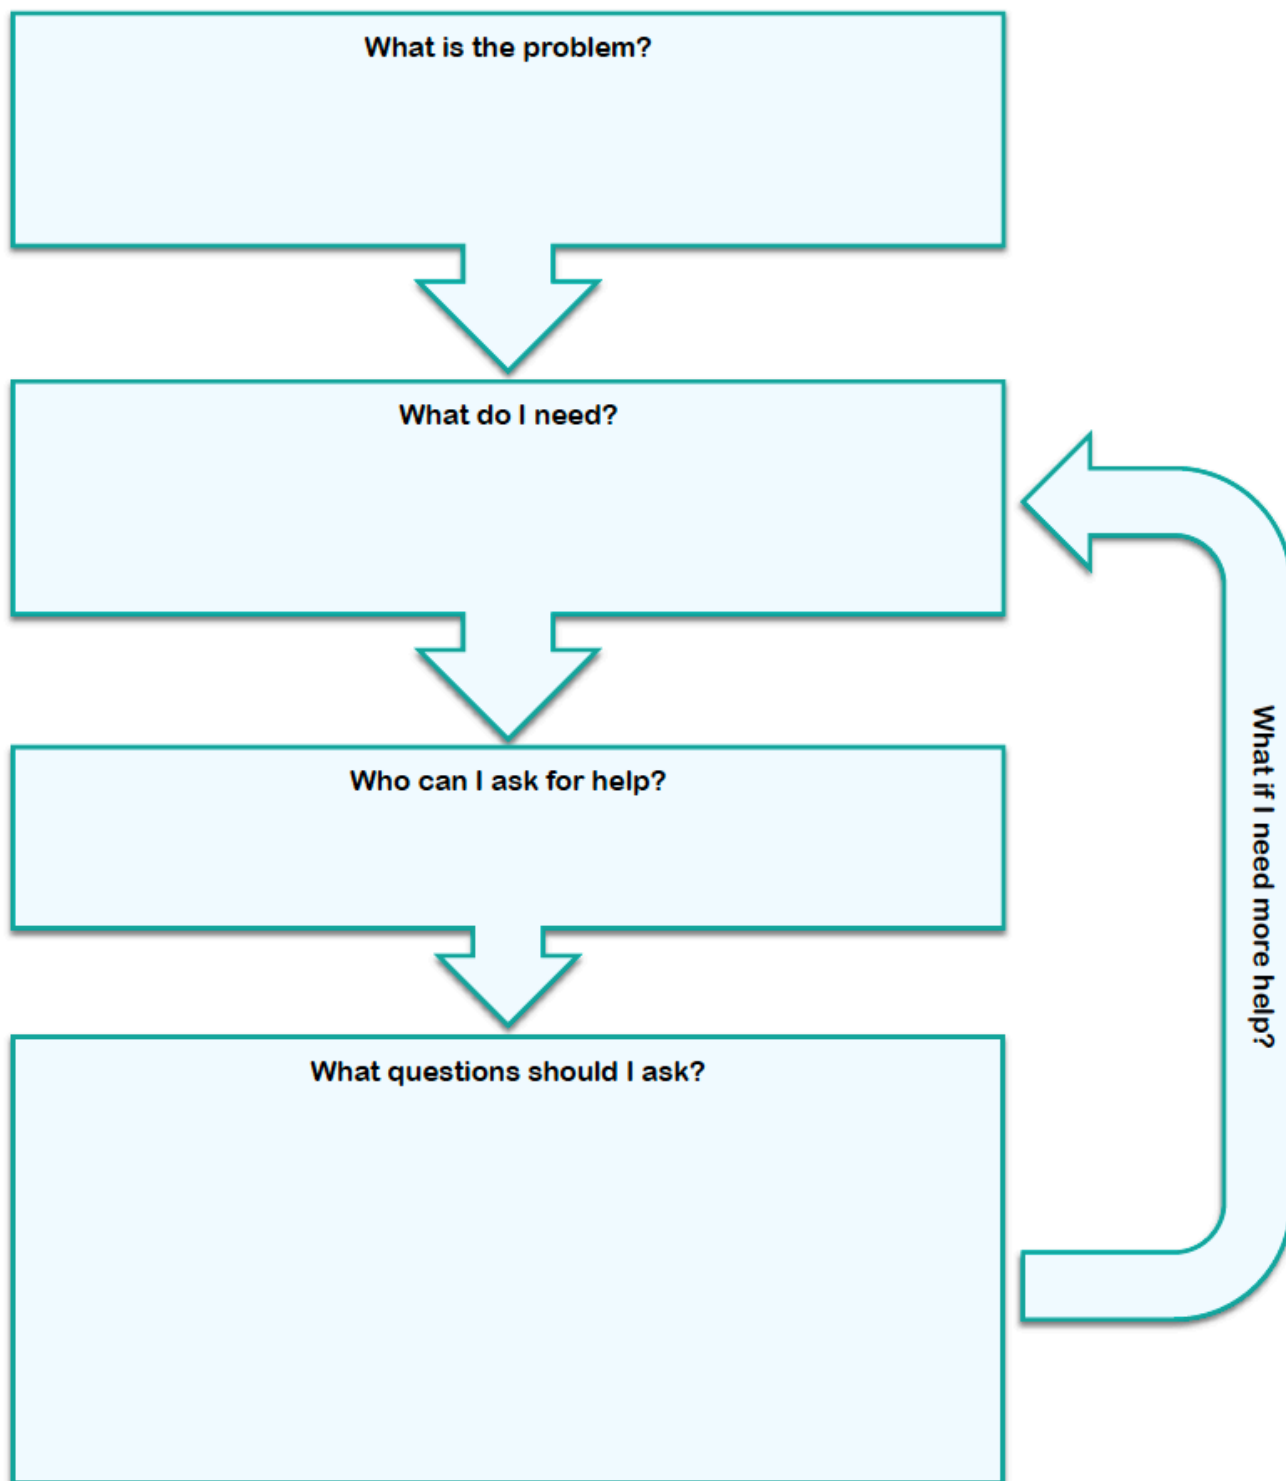 What is the problem?
What do I need?
Who can I ask for help?
What questions should I ask?
What if I need more help?